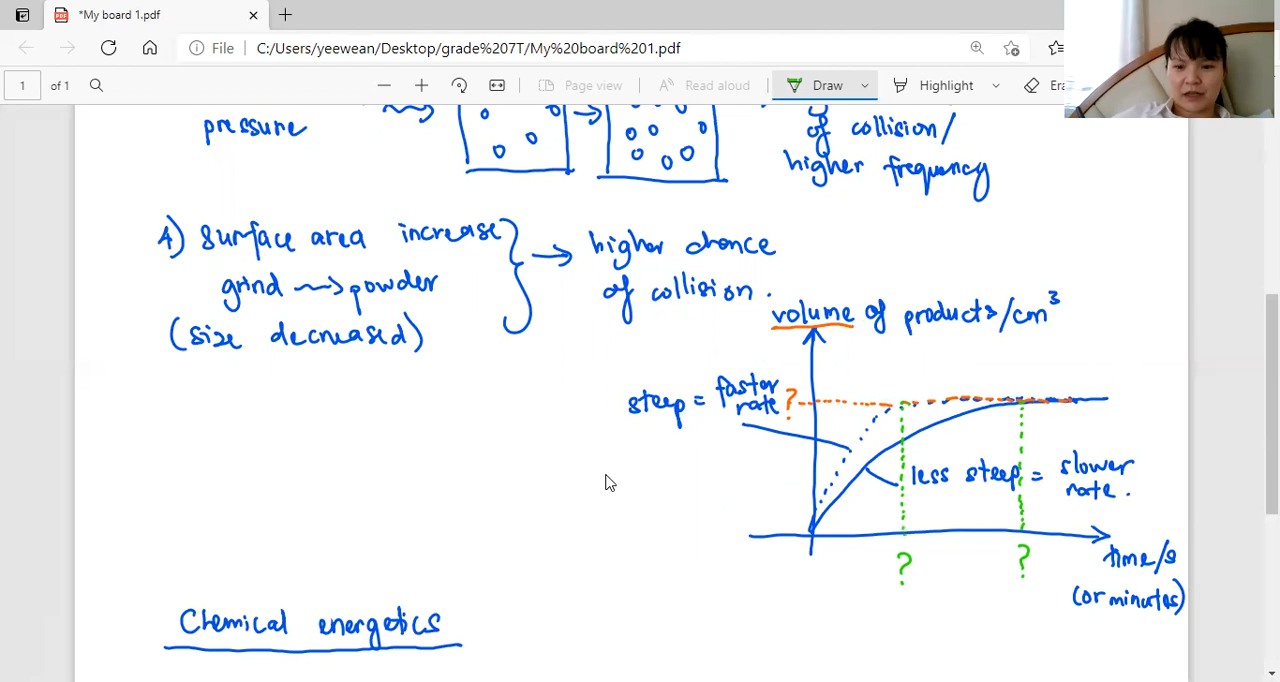 *My board 1.pdf
File
C:/Users/yeewean/Desktop/grade%207T/My%20board%201.pdf
1
of 1
Page view
Read aloud
Draw
Highlight
Era
pressure
of collision/
higher frequency
4) surface area increase
grind → powder
(size decreased)
→ higher chance
of collision.
volume of products/cm³
steep = faster
rate
?
less steep = slower
rate.
? ?
time/s
(or minutes)
Chemical energetics